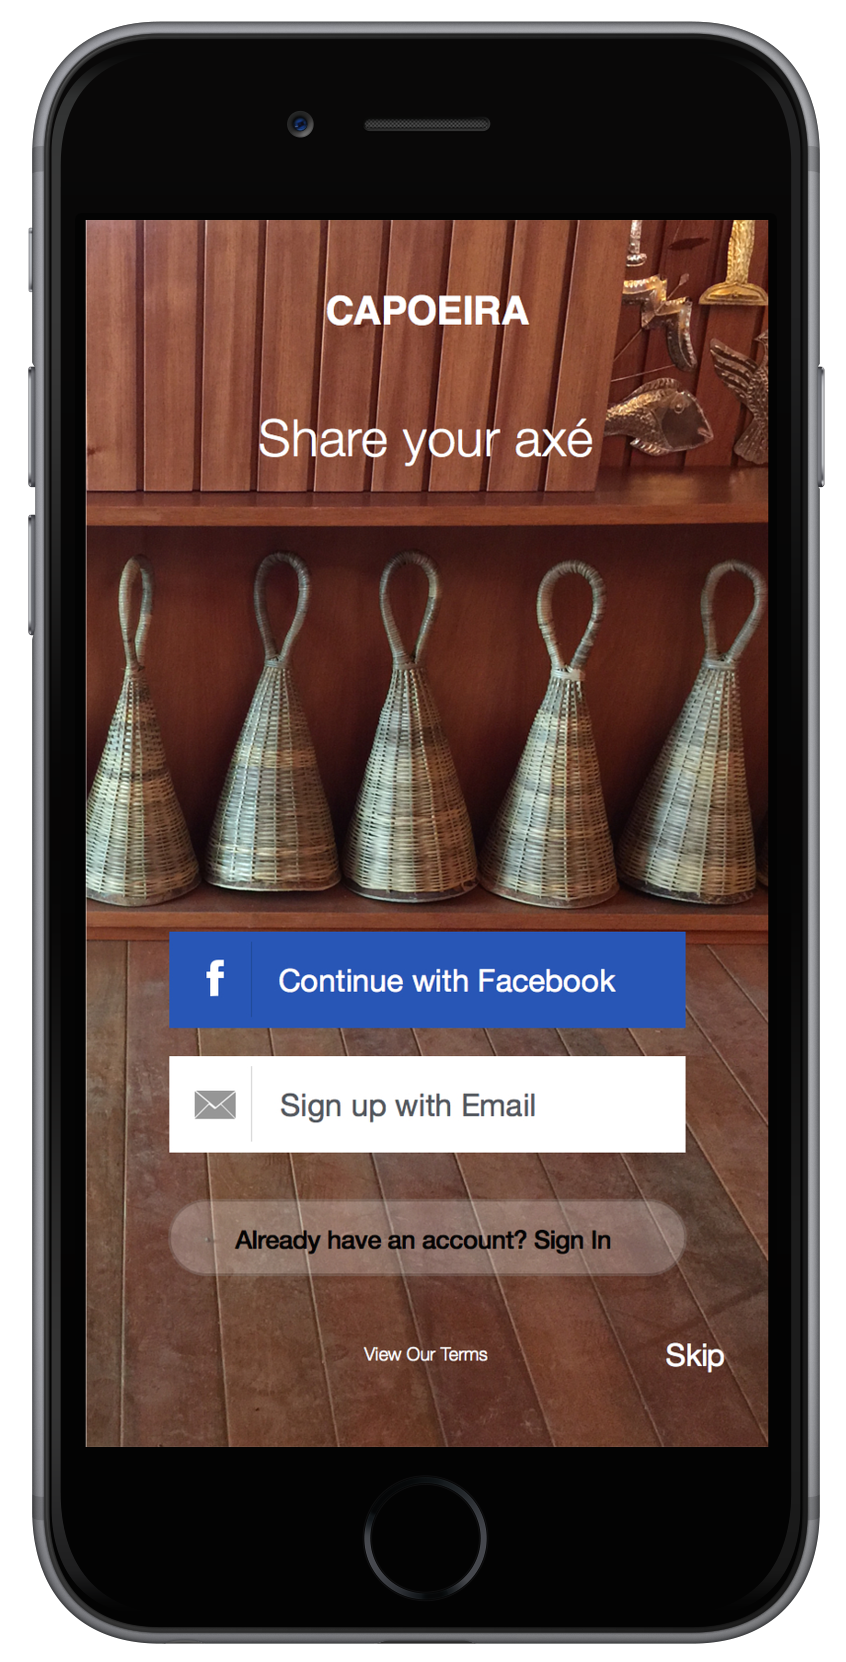 CAPOEIRA
Share your axé
Continue with Facebook
Sign up with Email
Already have an account? Sign In
View Our Terms
Skip